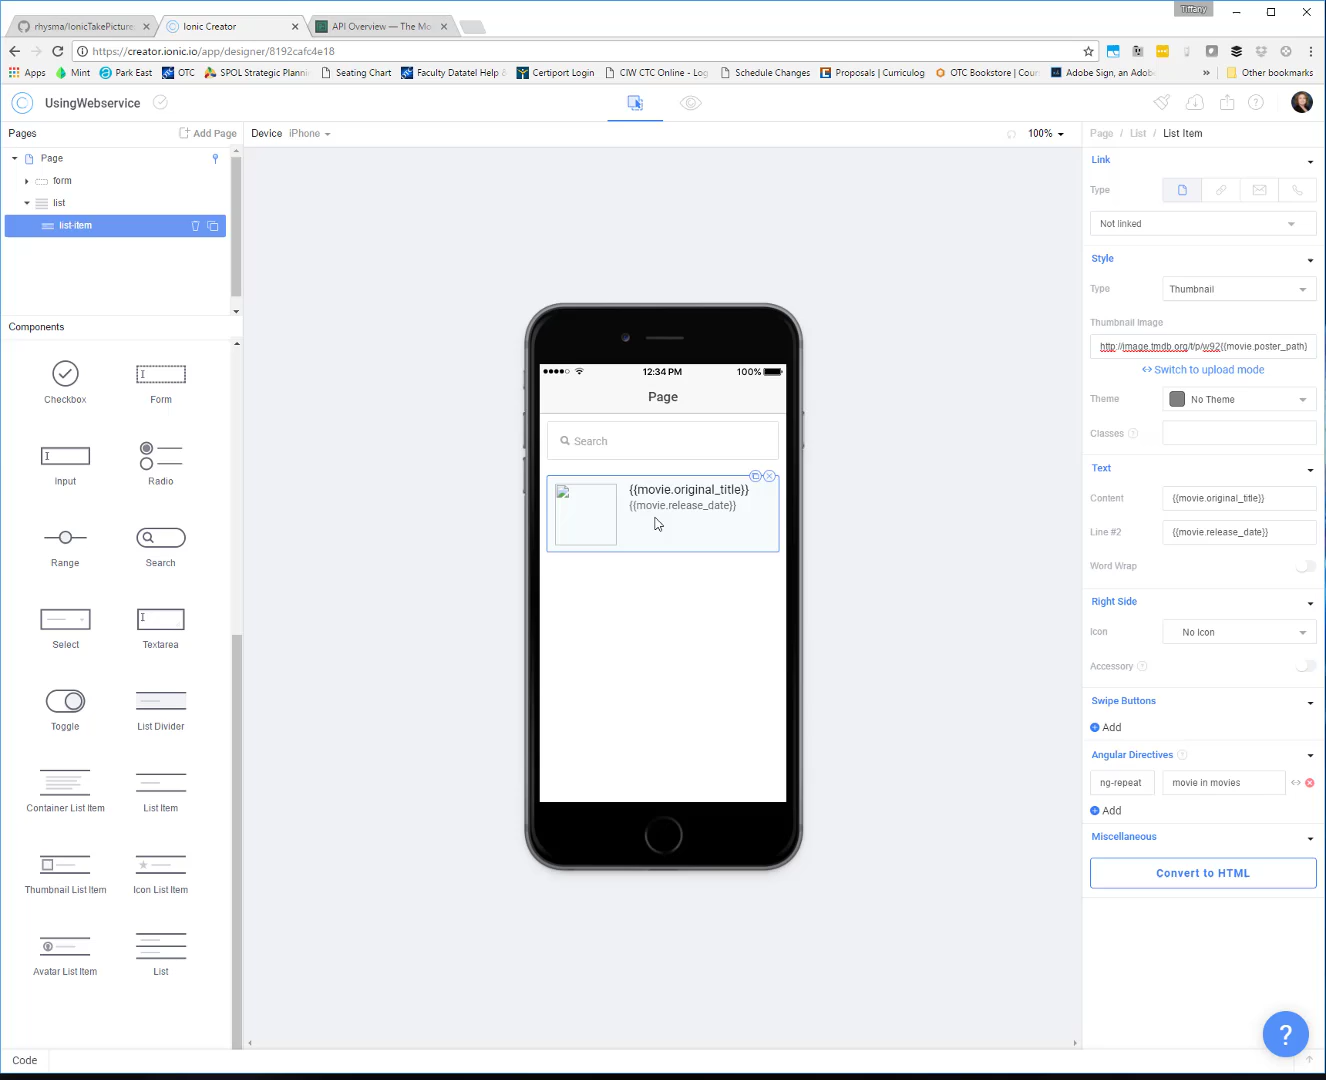 Tiffany
rhysma/IonicTakePicture
Ionic Creator
API Overview — The Mo
https://creator.ionic.io/app/designer/8192cafc4e18
Apps
Mint
Park East
OTC
SPOL Strategic Planni
Seating Chart
Faculty Datatel Help &
Certiport Login
CIW CTC Online - Log
Schedule Changes
Proposals | Curriculog
OTC Bookstore | Cour
Adobe Sign, an Adob
»
Other bookmarks
UsingWebservice
Pages
Add Page
Device
iPhone
100%
Page / List / List Item
Page
form
list
list-item
Components
Checkbox
Form
Input
Radio
Range
Search
Select
Textarea
Toggle
List Divider
Container List Item
List Item
Thumbnail List Item
Icon List Item
Avatar List Item
List
Code
12:34 PM
100%
Page
Search
{{movie.original_title}}
{{movie.release_date}}
Link
Type
Not linked
Style
Type
Thumbnail
Thumbnail Image
http://image.tmdb.org/t/p/w92{{movie.poster_path}
Switch to upload mode
Theme
No Theme
Classes ?
Text
Content
{{movie.original_title}}
Line #2
{{movie.release_date}}
Word Wrap
Right Side
Icon
No Icon
Accessory ?
Swipe Buttons
Add
Angular Directives ?
ng-repeat
movie in movies
Add
Miscellaneous
Convert to HTML
?